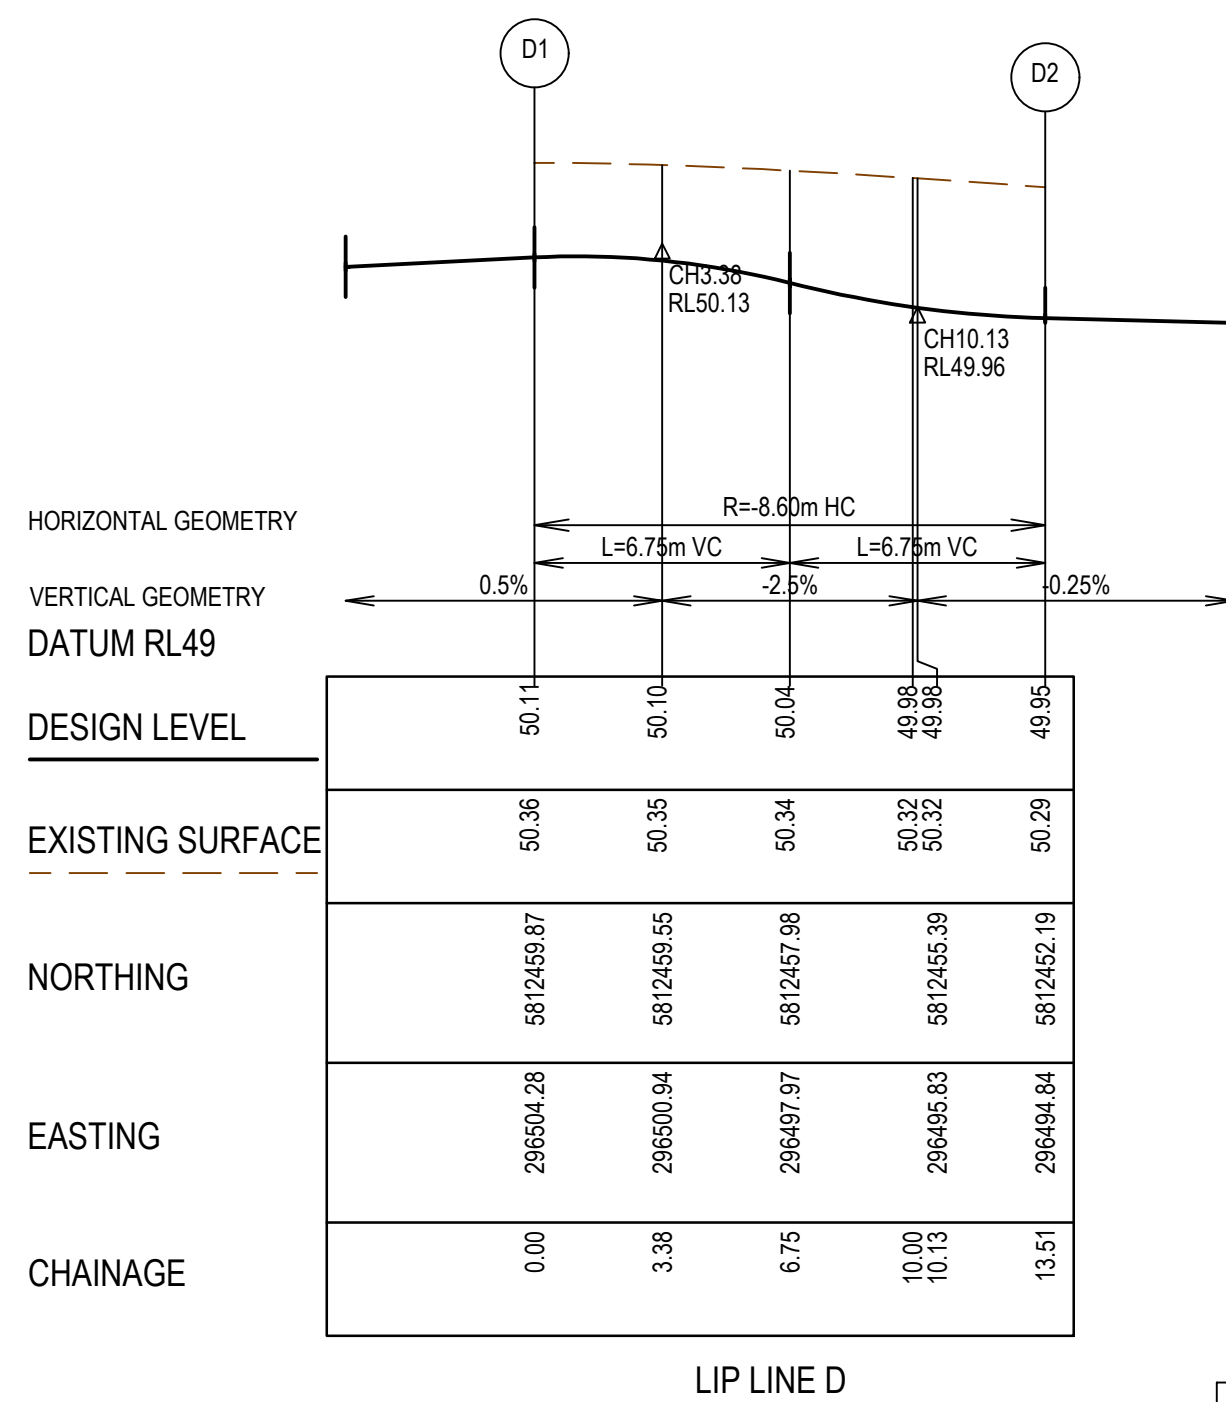 D1
D2
CH3.38
RL50.13
CH10.13
RL49.96
R=-8.60m HC
HORIZONTAL GEOMETRY
L=6.75m VC L=6.75m VC
0.5% -2.5% -0.25%
VERTICAL GEOMETRY
DATUM RL49
DESIGN LEVEL 50.11 50.10 50.04 49.98 49.98 49.95
EXISTING SURFACE 50.36 50.35 50.34 50.32 50.32 50.29
NORTHING 5812459.87 5812459.55 5812457.98 5812455.39 5812452.19
EASTING 296504.28 296500.94 296497.97 296495.83 296494.84
CHAINAGE 0.00 3.38 6.75 10.00 10.13 13.51
LIP LINE D